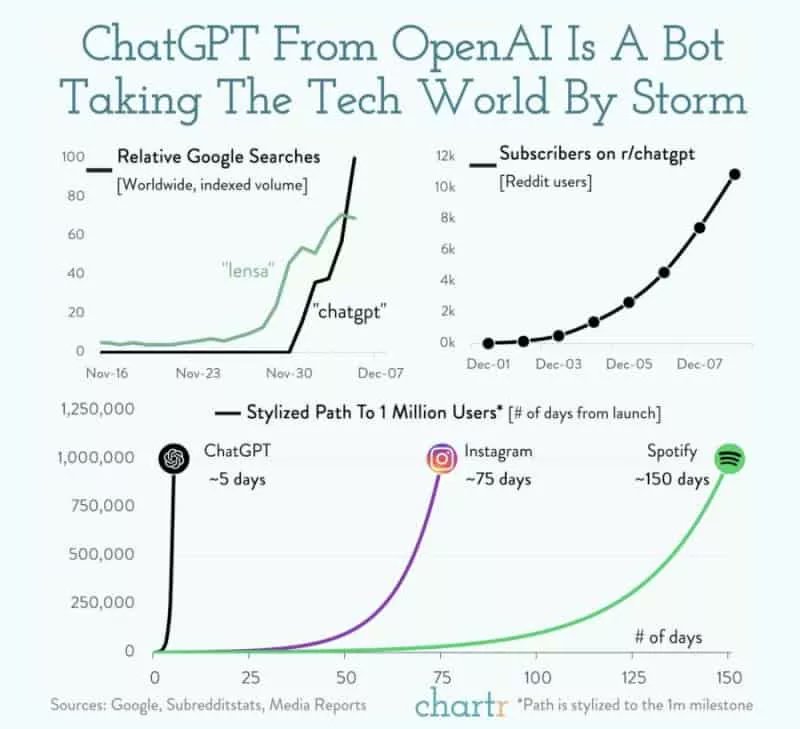 ChatGPT From OpenAI Is A Bot
Taking The Tech World By Storm
Relative Google Searches
[Worldwide, indexed volume]
100
80
60
40
20
0
"lensa"
"chatgpt"
Nov-16 Nov-23 Nov-30 Dec-07
Subscribers on r/chatgpt
[Reddit users]
12k
10k
8k
6k
4k
2k
0k
Dec-01 Dec-03 Dec-05 Dec-07
Stylized Path To 1 Million Users* [# of days from launch]
1,250,000
1,000,000
750,000
500,000
250,000
0
ChatGPT
~5 days
Instagram
~75 days
Spotify
~150 days
# of days
0 25 50 75 100 125 150
Sources: Google, Subredditstats, Media Reports
chartr
*Path is stylized to the 1m milestone